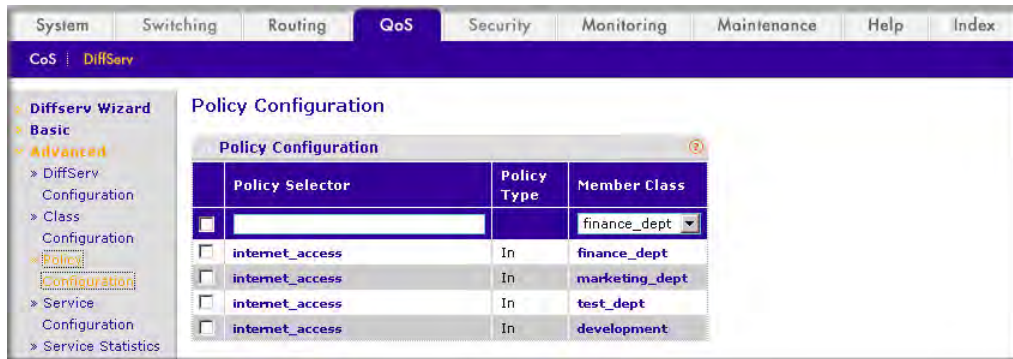 System Switching Routing QoS Security Monitoring Maintenance Help Index
CoS DiffServ
Diffserv Wizard
Basic
Advanced
» DiffServ
Configuration
» Class
Configuration
» Policy
Configuration
» Service
Configuration
» Service Statistics
Policy Configuration
Policy Configuration ?
Policy Selector Policy Type Member Class
finance_dept
internet_access In finance_dept
internet_access In marketing_dept
internet_access In test_dept
internet_access In development